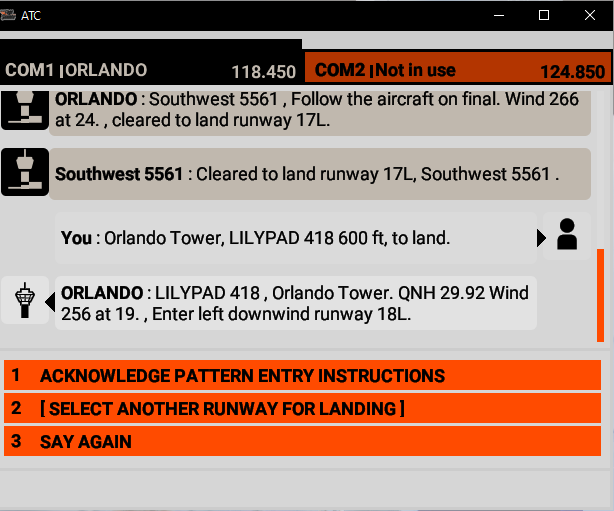 ATC
COM1 |ORLANDO 118.450
COM2 |Not in use 124.850
ORLANDO : Southwest 5561 , Follow the aircraft on final. Wind 266
at 24. , cleared to land runway 17L.
Southwest 5561 : Cleared to land runway 17L, Southwest 5561 .
You : Orlando Tower, LILYPAD 418 600 ft, to land.
ORLANDO : LILYPAD 418 , Orlando Tower. QNH 29.92 Wind
256 at 19. , Enter left downwind runway 18L.
1 ACKNOWLEDGE PATTERN ENTRY INSTRUCTIONS
2 [ SELECT ANOTHER RUNWAY FOR LANDING ]
3 SAY AGAIN